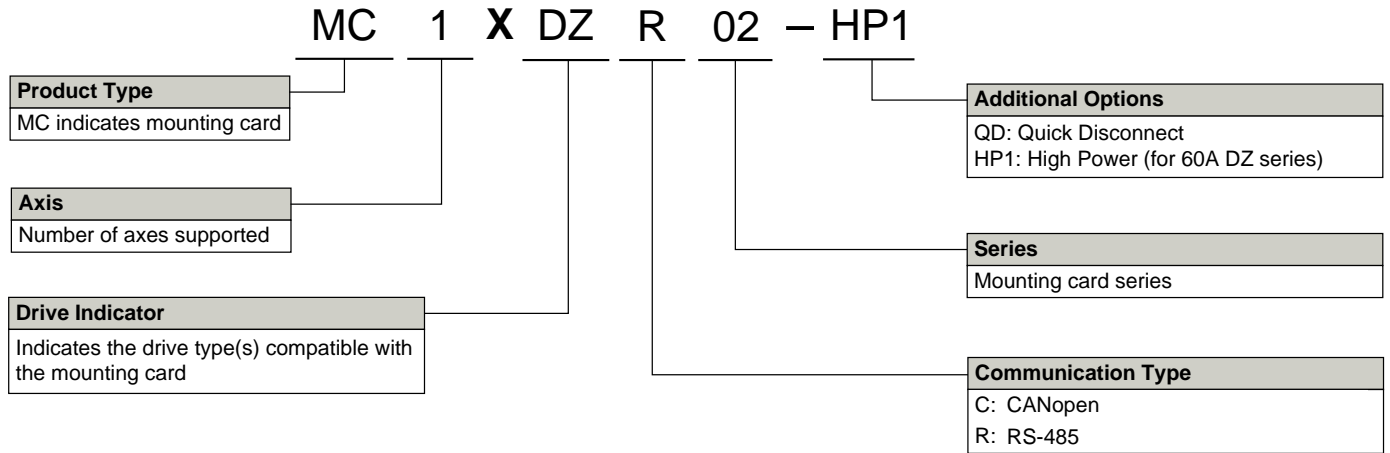 MC 1 X DZ R 02 – HP1
Product Type
MC indicates mounting card
Axis
Number of axes supported
Drive Indicator
Indicates the drive type(s) compatible with
the mounting card
Additional Options
QD: Quick Disconnect
HP1: High Power (for 60A DZ series)
Series
Mounting card series
Communication Type
C: CANopen
R: RS-485